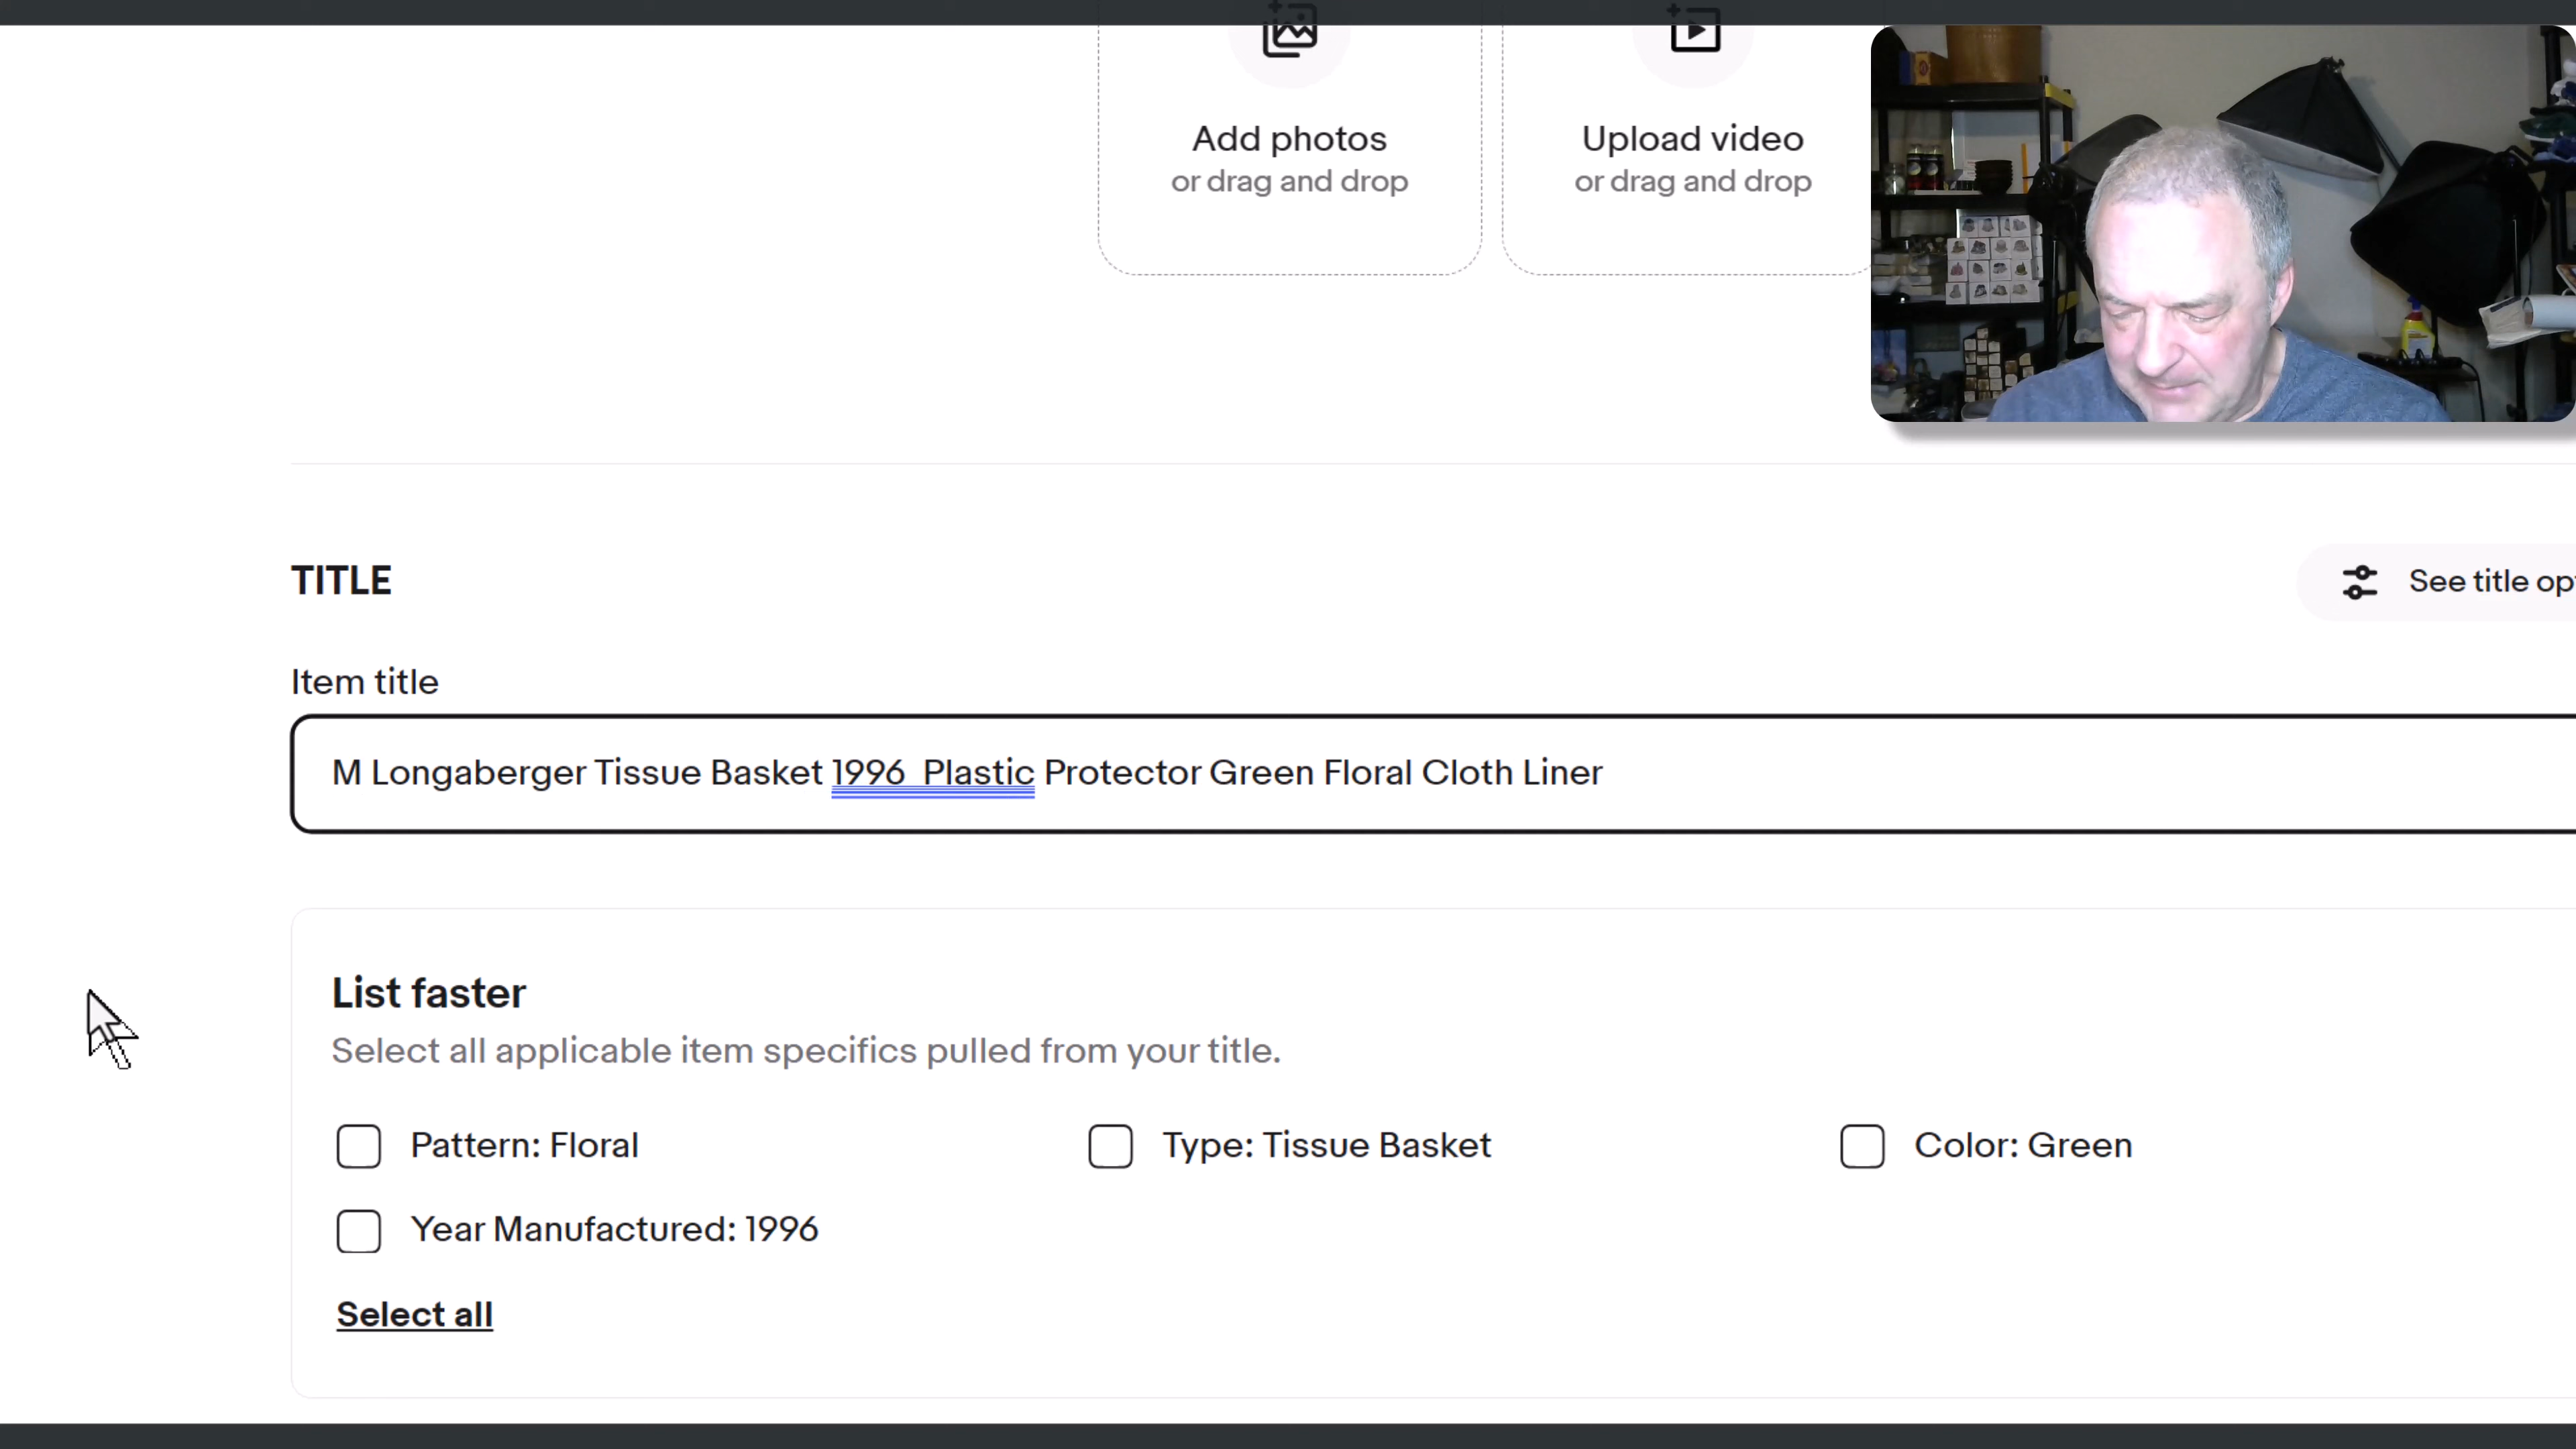 Add photos
or drag and drop
Upload video
or drag and drop
TITLE
See title op
Item title
M Longaberger Tissue Basket 1996  Plastic Protector Green Floral Cloth Liner
List faster
Select all applicable item specifics pulled from your title.
Pattern: Floral
Type: Tissue Basket
Color: Green
Year Manufactured: 1996
Select all